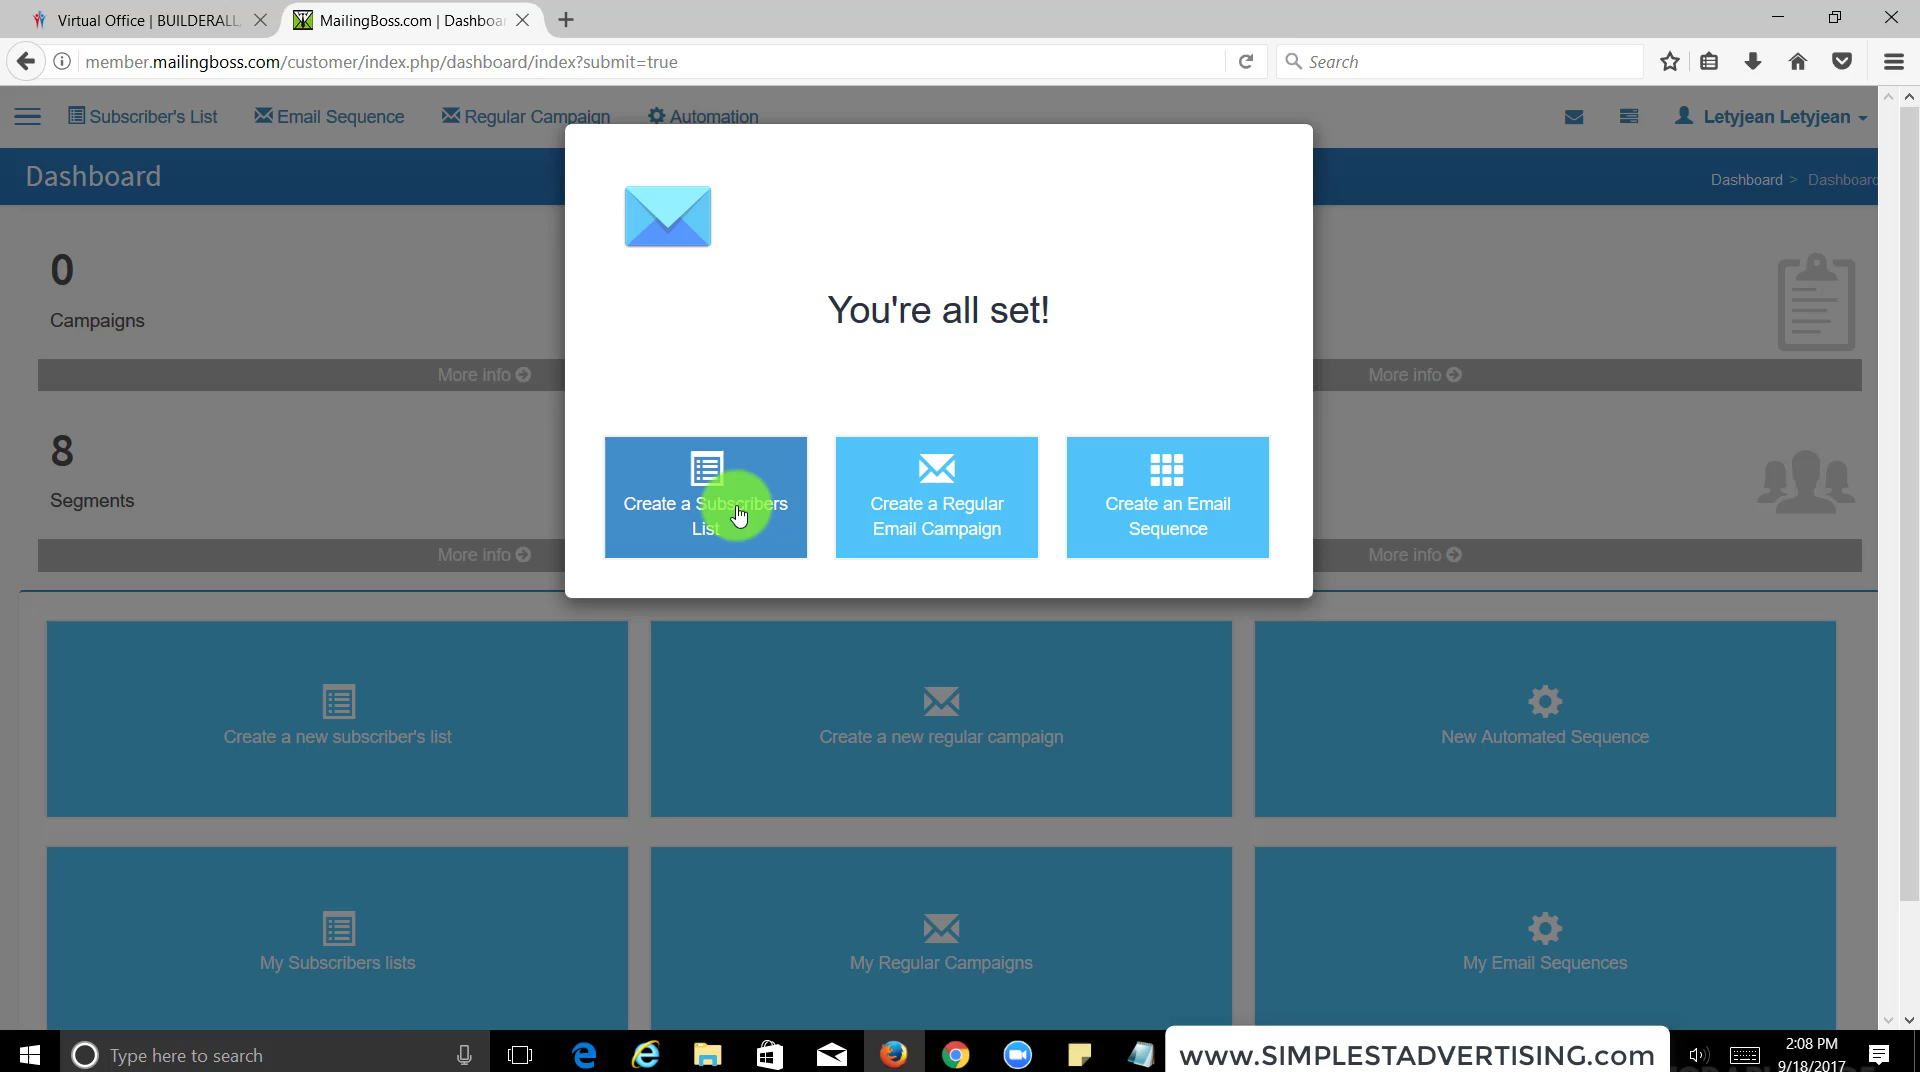 Virtual Office | BUILDERALL
MailingBoss.com | Dashboar
member.mailingboss.com/customer/index.php/dashboard/index?submit=true
Search
Subscriber's List
Email Sequence
Regular Campaign
Automation
Letyjean Letyjean
Dashboard
Dashboard > Dashboard
0
Campaigns
More info
More info
8
Segments
More info
More info
You're all set!
Create a Subscribers
List
Create a Regular
Email Campaign
Create an Email
Sequence
Create a new subscriber's list
Create a new regular campaign
New Automated Sequence
My Subscribers lists
My Regular Campaigns
My Email Sequences
Type here to search
www.SIMPLESTADVERTISING.com
2:08 PM
9/18/2017